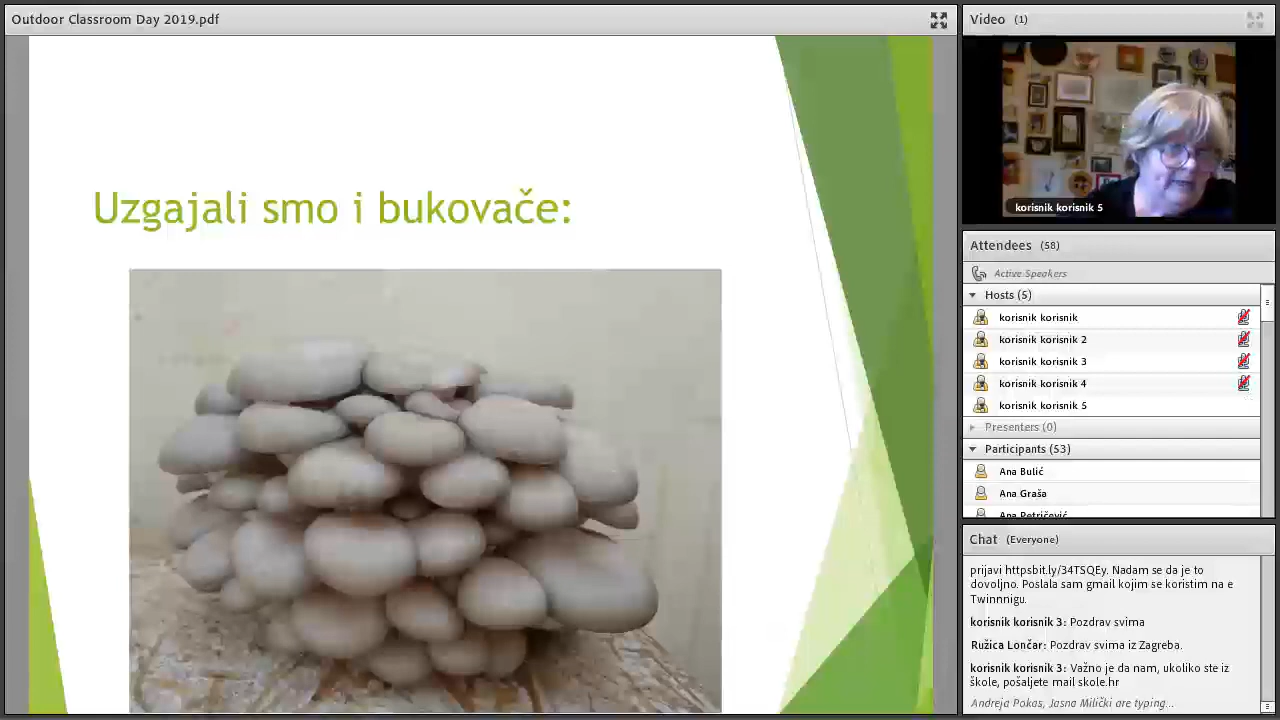 Outdoor Classroom Day 2019.pdf
Uzgajali smo i bukovače:
Video (1)
korisnik korisnik 5
Attendees (58)
Active Speakers
Hosts (5)
korisnik korisnik
korisnik korisnik 2
korisnik korisnik 3
korisnik korisnik 4
korisnik korisnik 5
Presenters (0)
Participants (53)
Ana Bulić
Ana Graša
Ana Petričević
Chat (Everyone)
prijavi httpsbit.ly/34TSQEy. Nadam se da je to
dovoljno. Poslala sam gmail kojim se koristim na e
Twinnnigu.
korisnik korisnik 3: Pozdrav svima
Ružica Lončar: Pozdrav svima iz Zagreba.
korisnik korisnik 3: Važno je da nam, ukoliko ste iz
škole, pošaljete mail skole.hr
Andreja Pokas, Jasna Milički are typing...